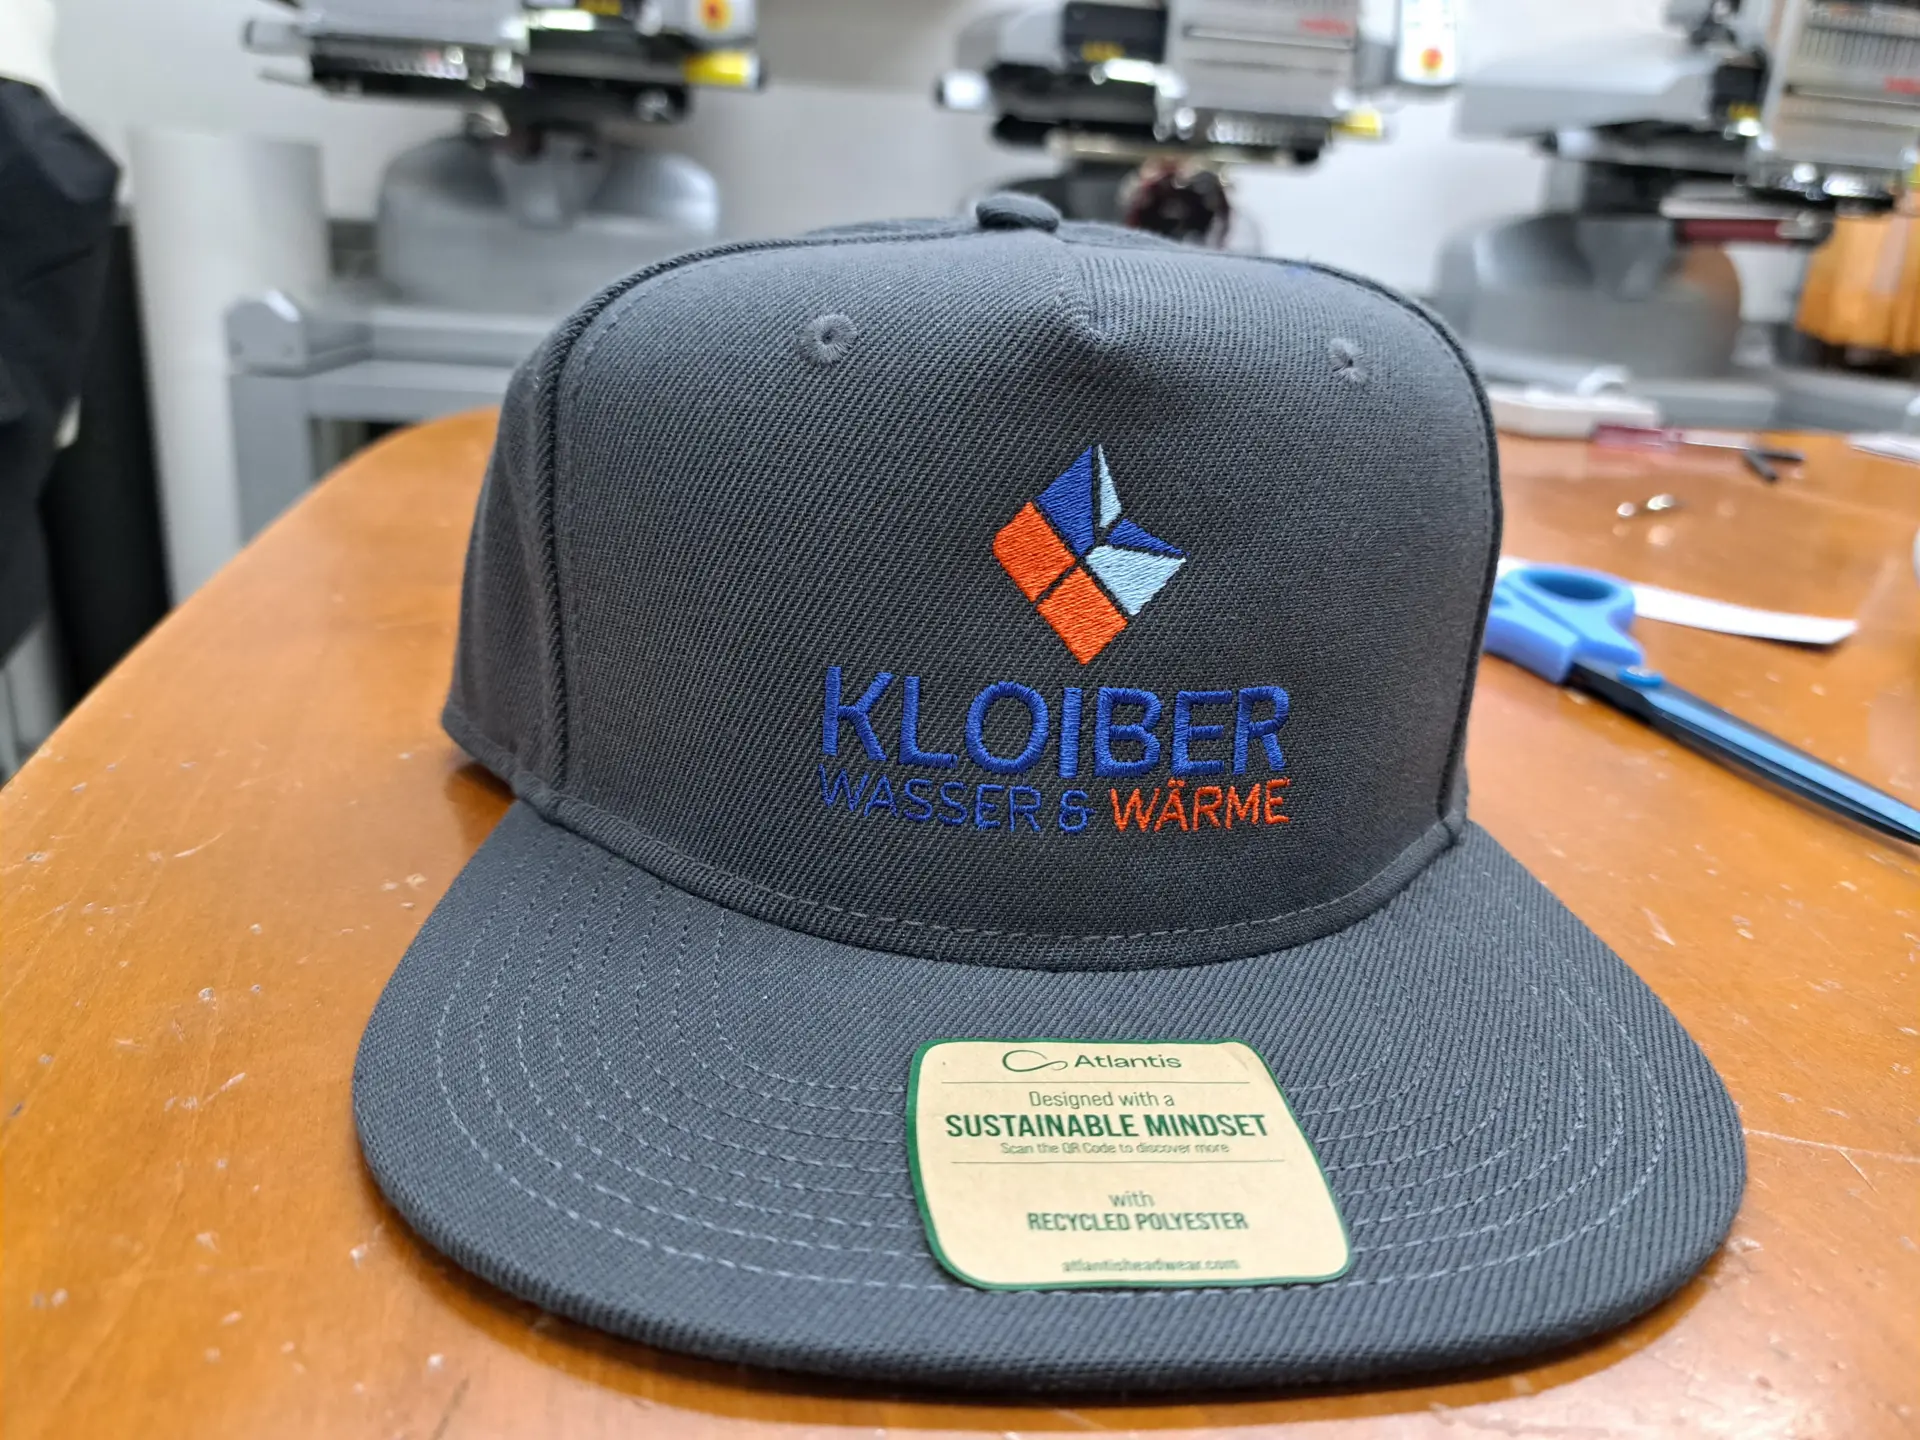 KLOIBER
WASSER & WÄRME
Atlantis
Designed with a
SUSTAINABLE MINDSET
Scan the QR Code to discover more
with
RECYCLED POLYESTER
atlantisheadwear.com